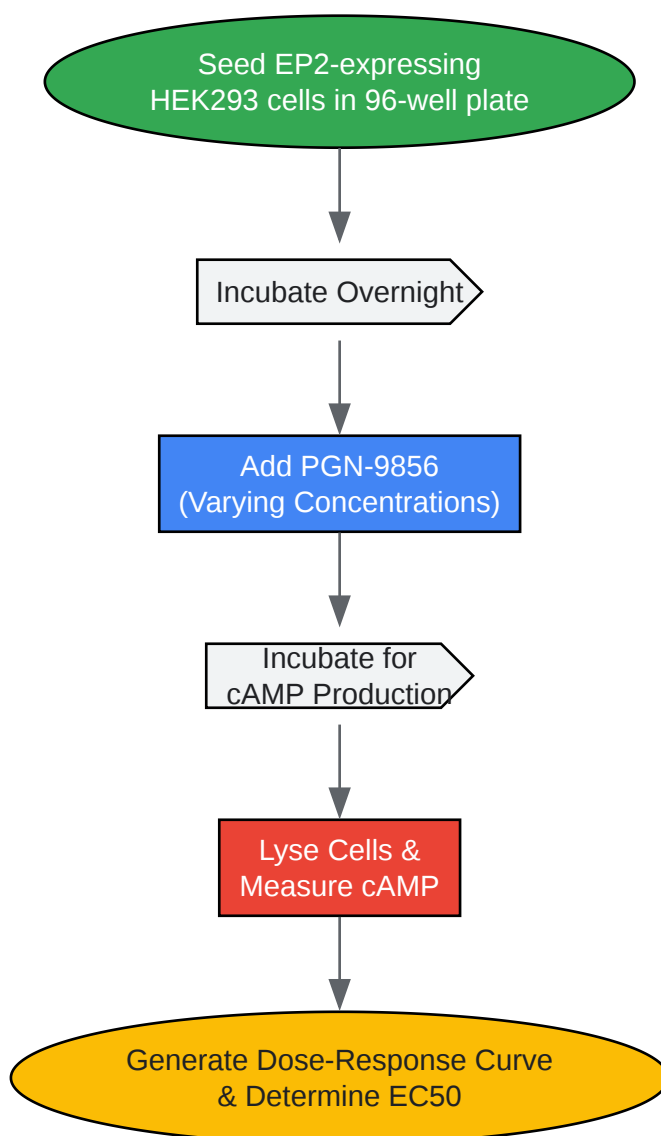 Seed EP2-expressing
HEK293 cells in 96-well plate
Incubate Overnight
Add PGN-9856
(Varying Concentrations)
Incubate for
cAMP Production
Lyse Cells &
Measure cAMP
Generate Dose-Response Curve
& Determine EC50